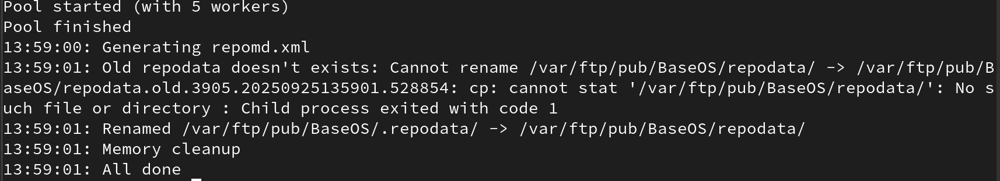 Pool started (with 5 workers)
Pool finished
13:59:00: Generating repomd.xml
13:59:01: Old repodata doesn't exists: Cannot rename /var/ftp/pub/BaseOS/repodata/ -> /var/ftp/pub/B
aseOS/repodata.old.3905.20250925135901.528854: cp: cannot stat '/var/ftp/pub/BaseOS/repodata/': No s
uch file or directory : Child process exited with code 1
13:59:01: Renamed /var/ftp/pub/BaseOS/.repodata/ -> /var/ftp/pub/BaseOS/repodata/
13:59:01: Memory cleanup
13:59:01: All done